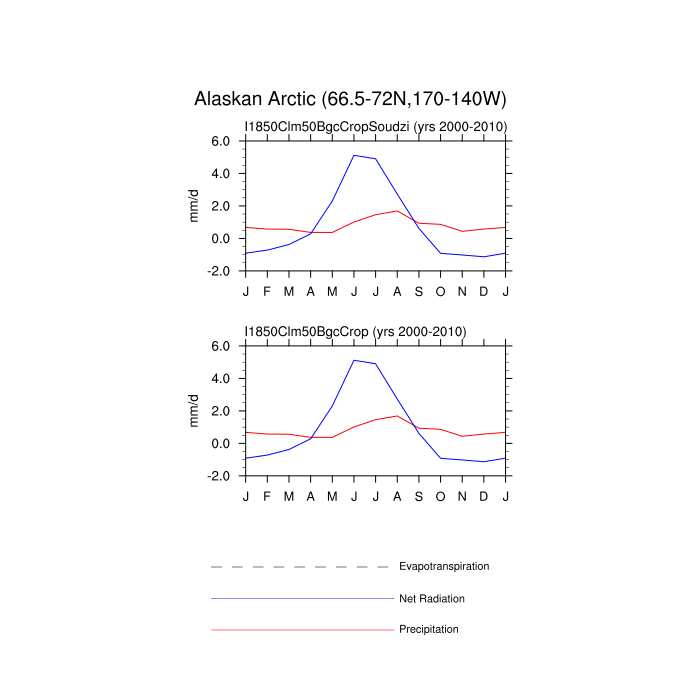 Alaskan Arctic (66.5-72N,170-140W)
I1850Clm50BgcCropSoudzi (yrs 2000-2010)
6.0
4.0
2.0
0.0
-2.0
mm/d
J F M A M J J A S O N D J
I1850Clm50BgcCrop (yrs 2000-2010)
6.0
4.0
2.0
0.0
-2.0
mm/d
J F M A M J J A S O N D J
Evapotranspiration
Net Radiation
Precipitation